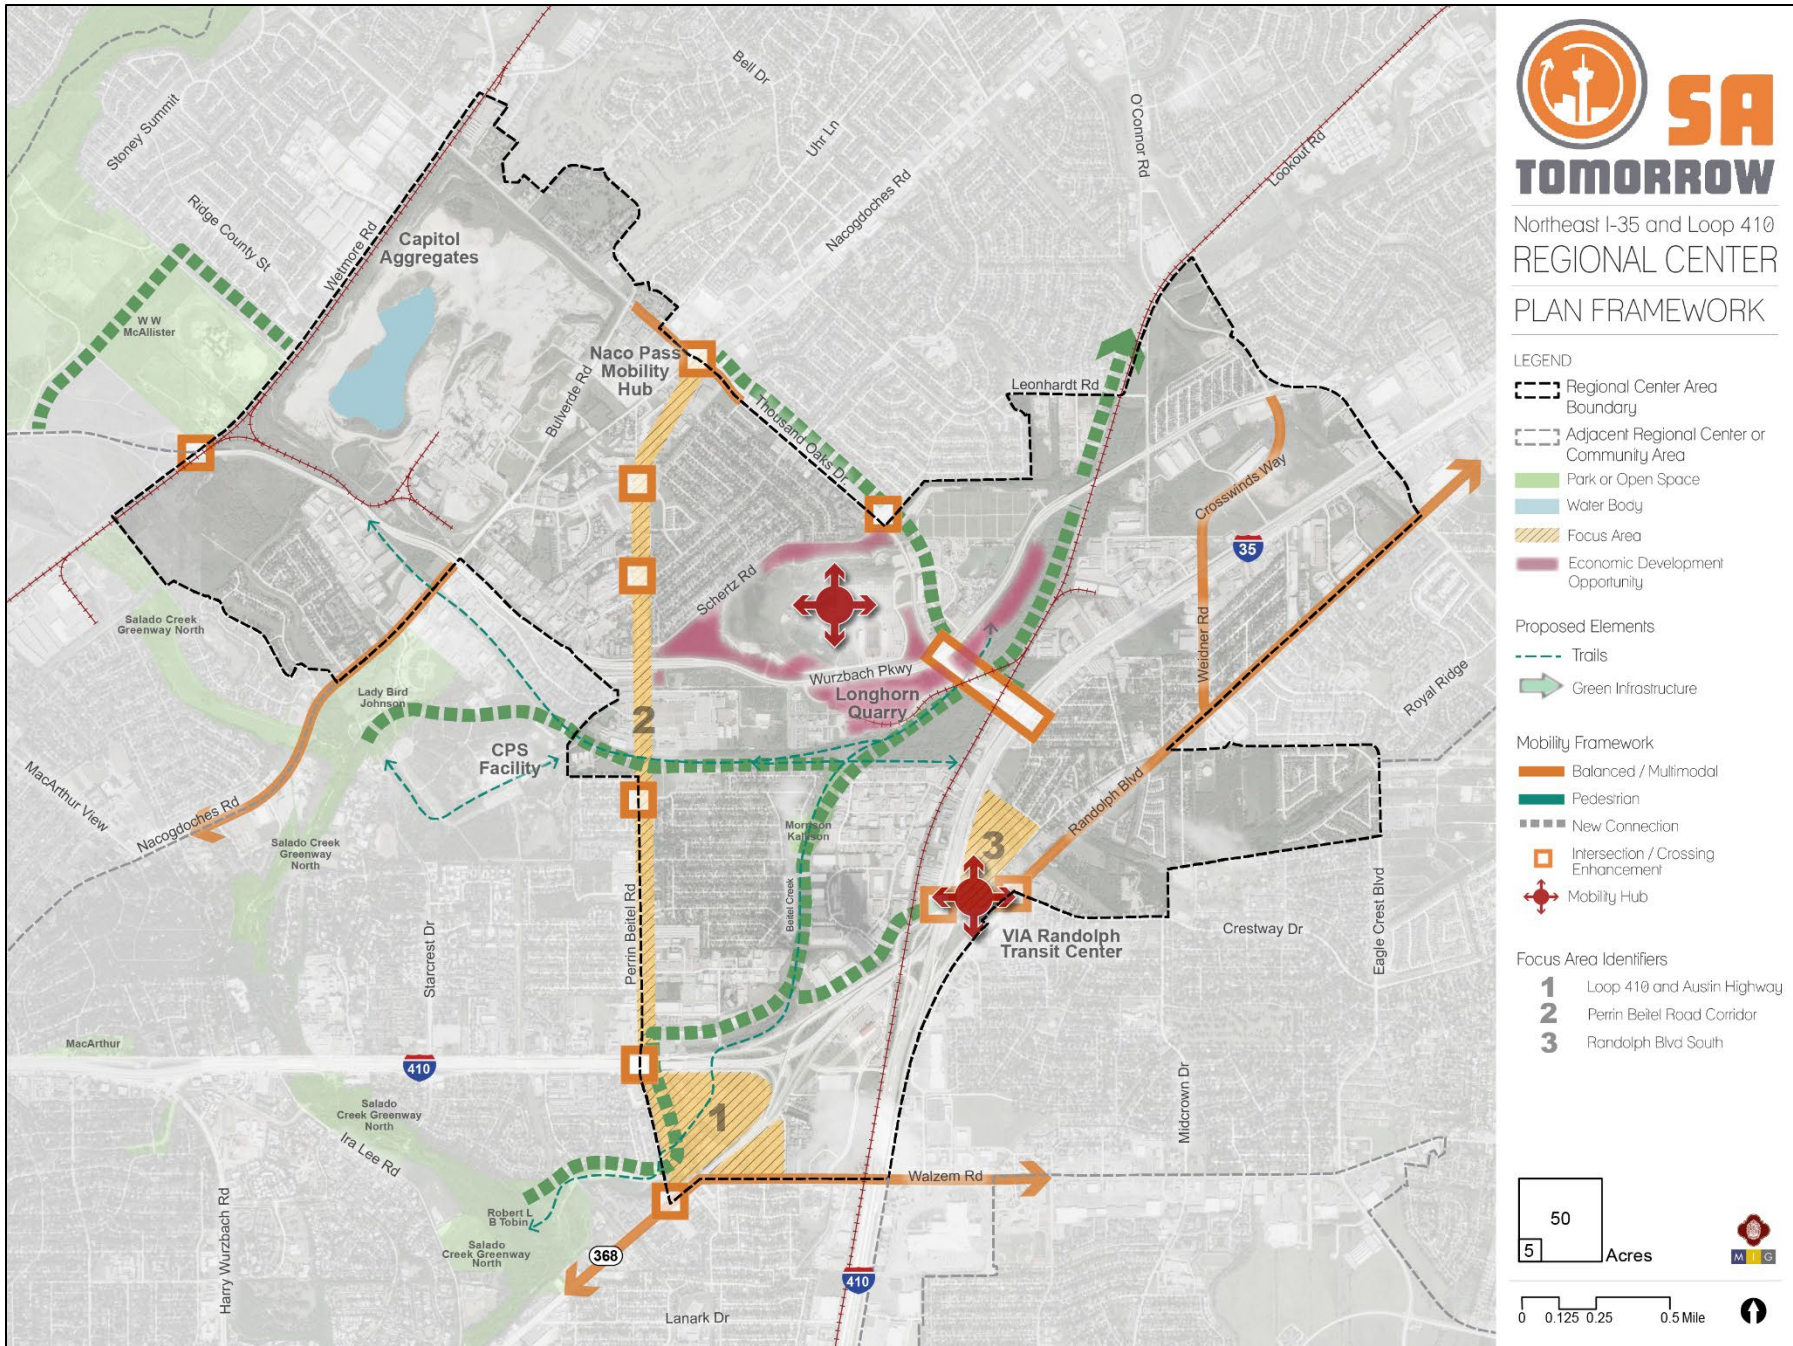 SA
TOMORROW
Northeast I-35 and Loop 410
REGIONAL CENTER
PLAN FRAMEWORK
LEGEND
Regional Center Area
Boundary
Adjacent Regional Center or
Community Area
Park or Open Space
Water Body
Focus Area
Economic Development
Opportunity
Proposed Elements
Trails
Green Infrastructure
Mobility Framework
Balanced / Multimodal
Pedestrian
New Connection
Intersection / Crossing
Enhancement
Mobility Hub
Focus Area Identifiers
1 Loop 410 and Austin Highway
2 Perrin Beitel Road Corridor
3 Randolph Blvd South
50
5
Acres
M I G
0 0.125 0.25 0.5 Mile
Bell Dr
Stoney Summit
Uhr Ln
O'Connor Rd
Lookout Rd
Nacogdoches Rd
Ridge County St
Wetmore Rd
Capitol
Aggregates
W W
McAllister
Naco Pass
Mobility
Hub
Bulverde Rd
Leonhardt Rd
Thousand Oaks Dr.
Crosswinds Way
35
Schertz Rd
Salado Creek
Greenway North
Wurzbach Pkwy
Longhorn
Quarry
Weidner Rd
Royal Ridge
Lady Bird
Johnson
2
CPS
Facility
MacArthur View
Nacogdoches Rd
Salado Creek
Greenway
North
Morrison
Kallison
3
Randolph Blvd
Perrin Beitel Rd
Beitel Creek
Starcrest Dr
VIA Randolph
Transit Center
Crestway Dr
Eagle Crest Blvd
MacArthur
410
Salado
Creek Greenway
North
1
Midcrown Dr
Ira Lee Rd
Walzem Rd
Harry Wurzbach Rd
Robert L
B Tobin
Salado
Creek Greenway
North
368
410
Lanark Dr